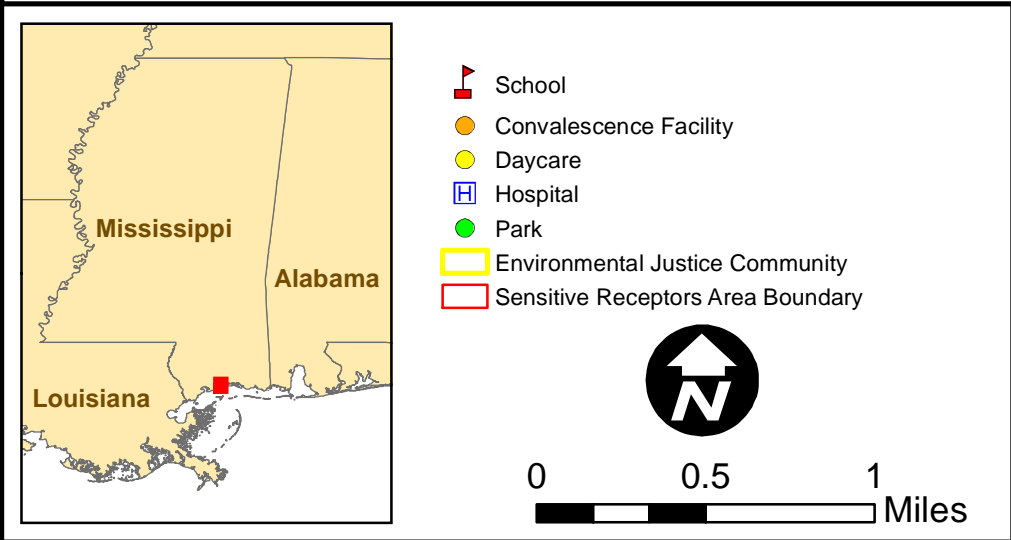 Mississippi
Alabama
Louisiana
School
Convalescence Facility
Daycare
H Hospital
Park
Environmental Justice Community
Sensitive Receptors Area Boundary
N
0 0.5 1
Miles